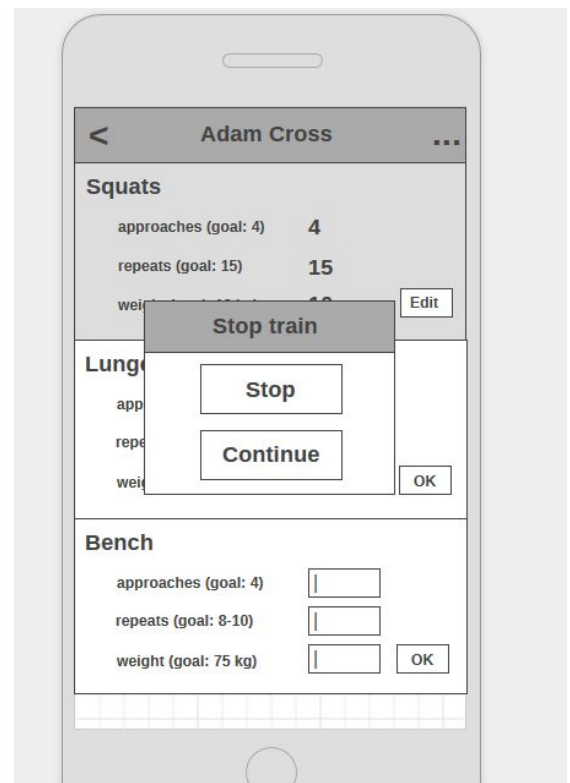 < Adam Cross ...
Squats
approaches (goal: 4) 4
repeats (goal: 15) 15
Edit
Stop train
Stop
Continue
OK
Bench
approaches (goal: 4)
repeats (goal: 8-10)
weight (goal: 75 kg) OK